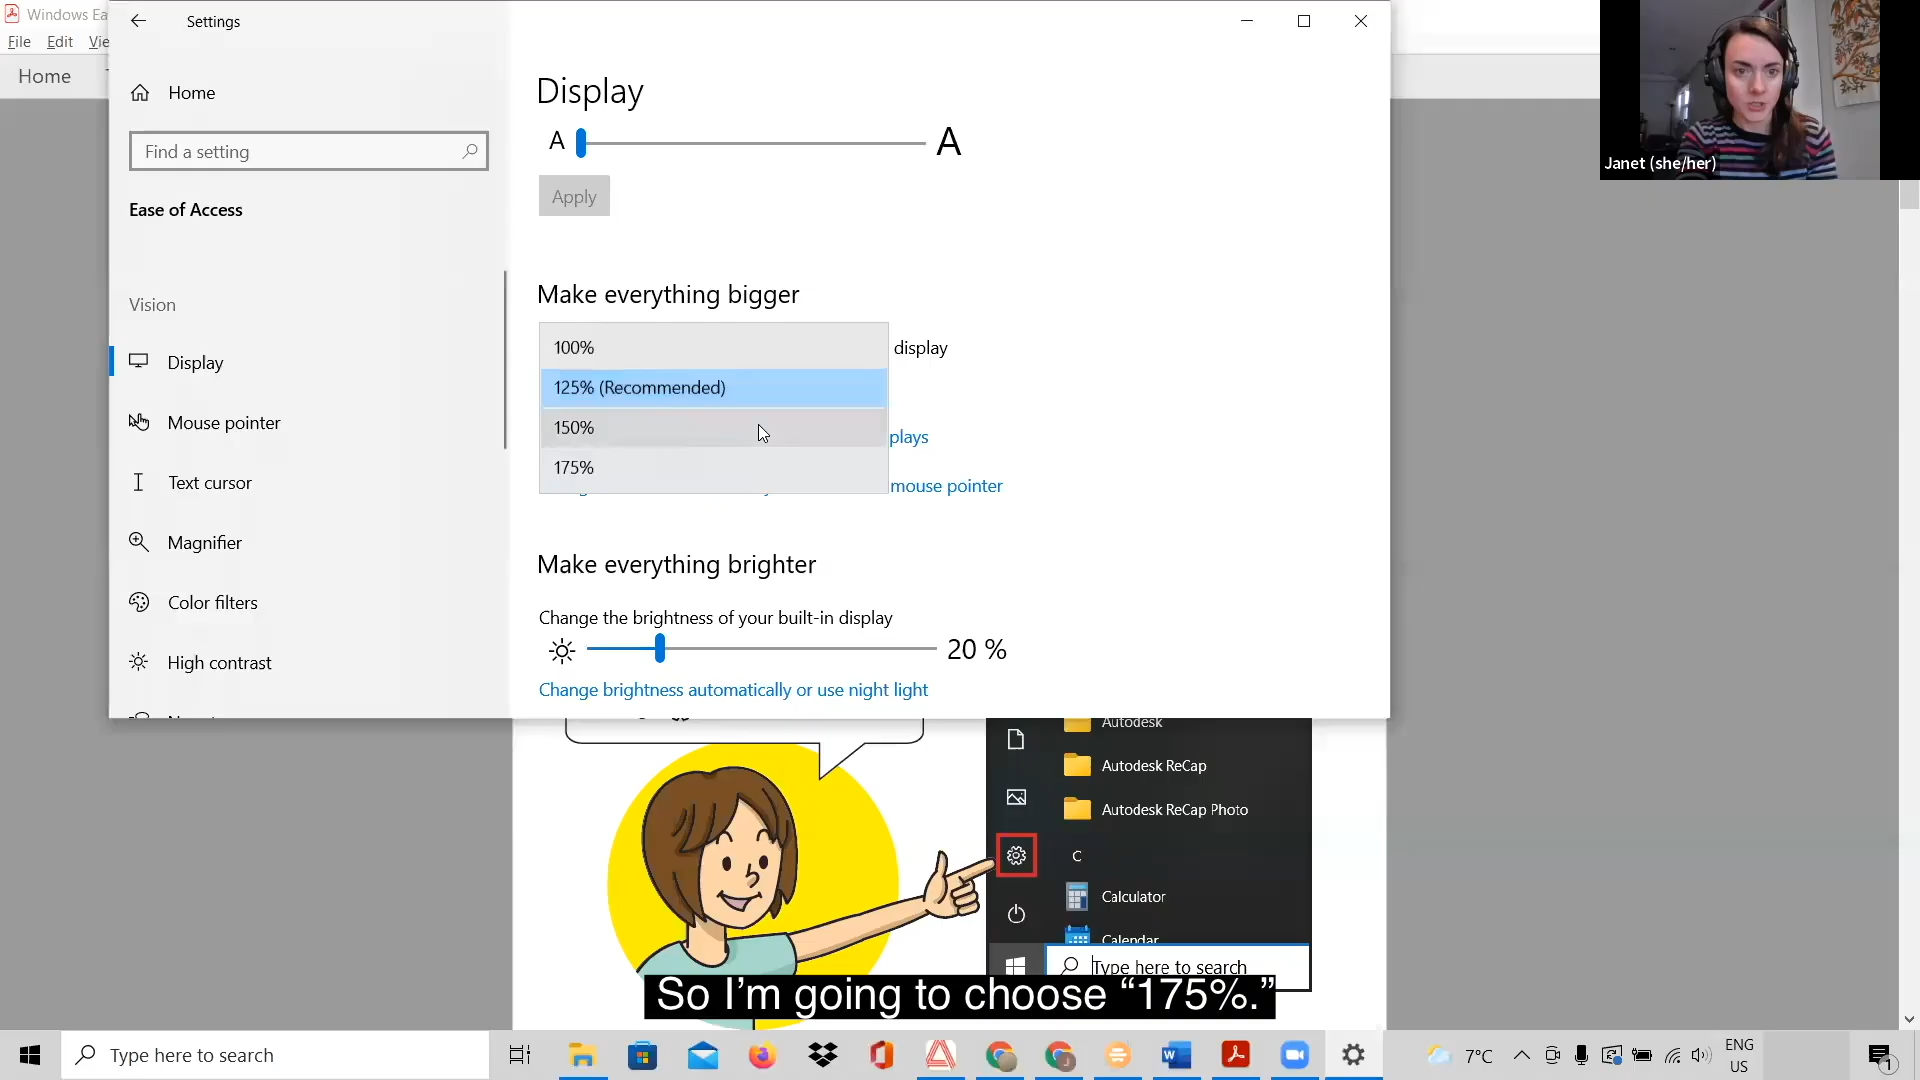 Windows Ea
File Edit Vie
Home
Settings
Home
Find a setting
Ease of Access
Vision
Display
Mouse pointer
Text cursor
Magnifier
Color filters
High contrast
Display
A A
Apply
Make everything bigger
100%
125% (Recommended)
150%
175%
display
plays
mouse pointer
Make everything brighter
Change the brightness of your built-in display
20 %
Change brightness automatically or use night light
Janet (she/her)
Autodesk
Autodesk ReCap
Autodesk ReCap Photo
C
Calculator
Calendar
Type here to search
So I’m going to choose “175%.”
Type here to search
7°C
ENG
US
1